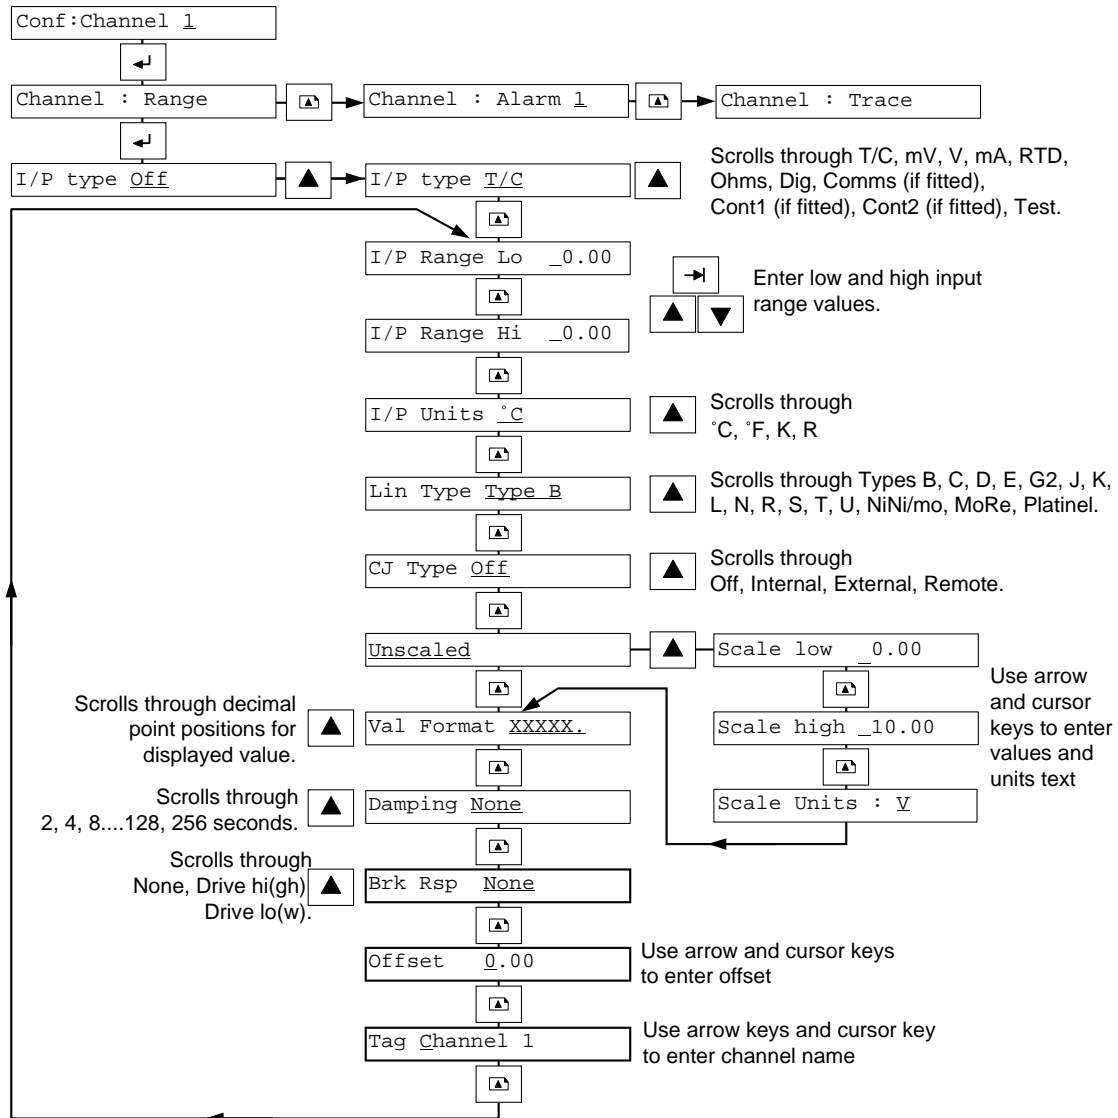 Conf:Channel 1
Channel : Range
Channel : Alarm 1
Channel : Trace
I/P type Off
I/P type T/C
Scrolls through T/C, mV, V, mA, RTD,
Ohms, Dig, Comms (if fitted),
Cont1 (if fitted), Cont2 (if fitted), Test.
I/P Range Lo _0.00
Enter low and high input
range values.
I/P Range Hi _0.00
I/P Units °C
Scrolls through
°C, °F, K, R
Lin Type Type B
Scrolls through Types B, C, D, E, G2, J, K,
L, N, R, S, T, U, NiNi/mo, MoRe, Platinel.
CJ Type Off
Scrolls through
Off, Internal, External, Remote.
Unscaled
Scale low _0.00
Scale high _10.00
Scale Units : V
Use arrow
and cursor
keys to enter
values and
units text
Scrolls through decimal
point positions for
displayed value.
Val Format XXXXX.
Scrolls through
2, 4, 8....128, 256 seconds.
Damping None
Scrolls through
None, Drive hi(gh)
Drive lo(w).
Brk Rsp None
Offset 0.00
Use arrow and cursor keys
to enter offset
Tag Channel 1
Use arrow keys and cursor key
to enter channel name